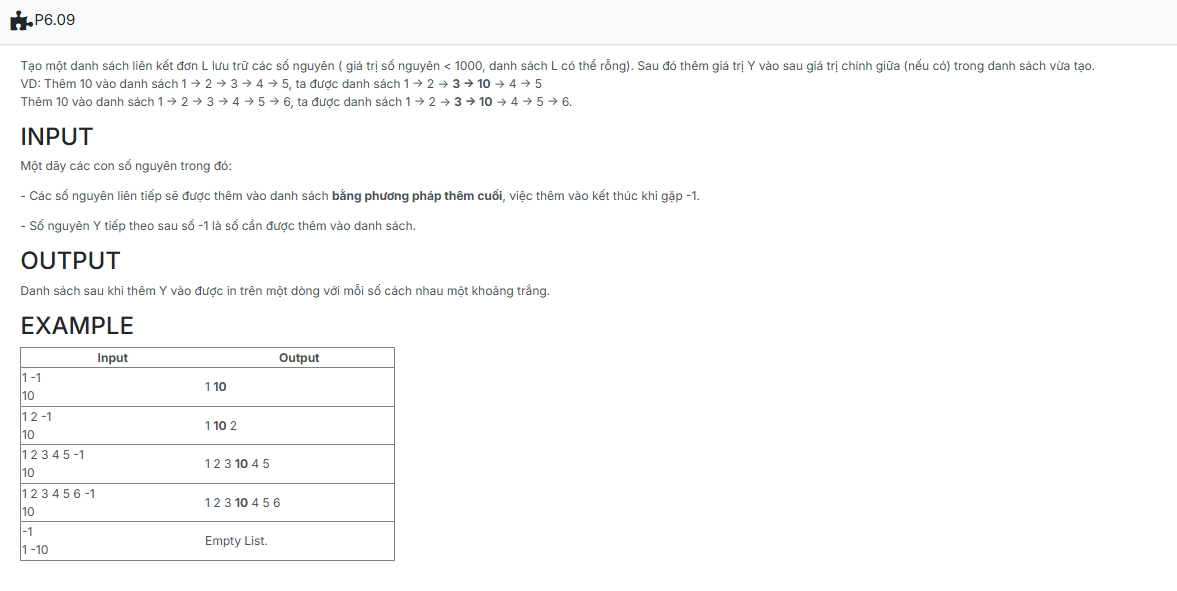 P6.09
Tạo một danh sách liên kết đơn L lưu trữ các số nguyên ( giá trị số nguyên < 1000, danh sách L có thể rỗng). Sau đó thêm giá trị Y vào sau giá trị chính giữa (nếu có) trong danh sách vừa tạo.
VD: Thêm 10 vào danh sách 1 → 2 → 3 → 4 → 5, ta được danh sách 1 → 2 → 3 → 10 → 4 → 5
Thêm 10 vào danh sách 1 → 2 → 3 → 4 → 5 → 6, ta được danh sách 1 → 2 → 3 → 10 → 4 → 5 → 6.
INPUT
Một dãy các con số nguyên trong đó:
- Các số nguyên liên tiếp sẽ được thêm vào danh sách bằng phương pháp thêm cuối, việc thêm vào kết thúc khi gặp -1.
- Số nguyên Y tiếp theo sau số -1 là số cần được thêm vào danh sách.
OUTPUT
Danh sách sau khi thêm Y vào được in trên một dòng với mỗi số cách nhau một khoảng trắng.
EXAMPLE
Input Output
1 -1
10
1 10
1 2 -1
10
1 10 2
1 2 3 4 5 -1
10
1 2 3 10 4 5
1 2 3 4 5 6 -1
10
1 2 3 10 4 5 6
-1
1 -10
Empty List.